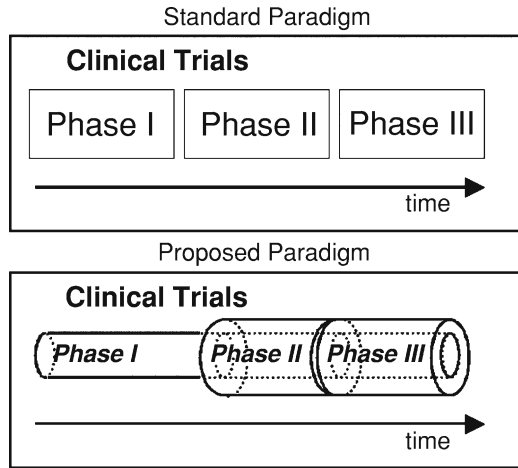 Standard Paradigm
Clinical Trials
Phase I Phase II Phase III
time
Proposed Paradigm
Clinical Trials
Phase I Phase II Phase III
time